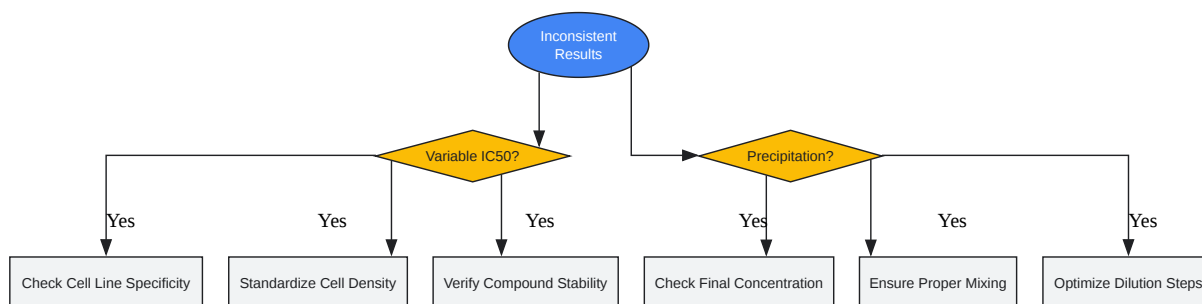 Inconsistent
Results
Variable IC50?
Precipitation?
Yes
Yes
Yes
Yes
Yes
Yes
Check Cell Line Specificity
Standardize Cell Density
Verify Compound Stability
Check Final Concentration
Ensure Proper Mixing
Optimize Dilution Steps